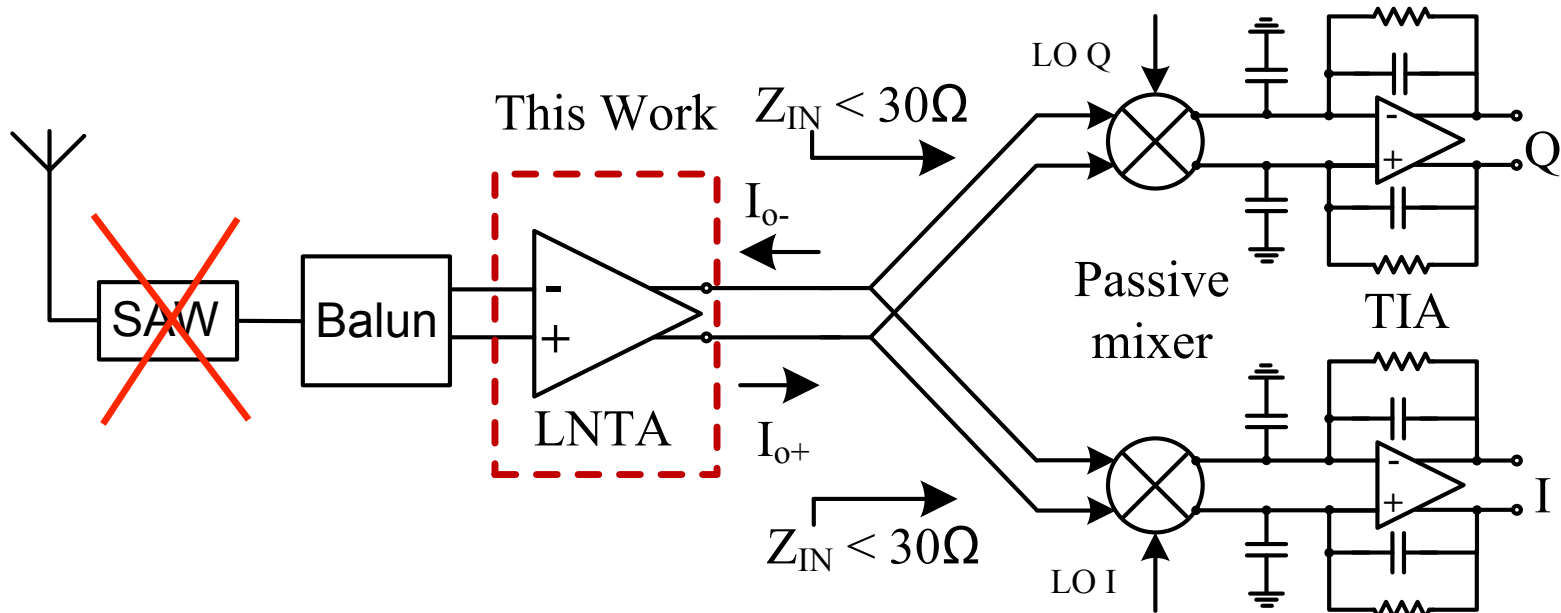 LO Q
This Work
Z_IN < 30Ω
-
+
Q
I_o-
SAW
Balun
-
+
LNTA
Passive
mixer
TIA
I_o+
-
+
I
Z_IN < 30Ω
LO I